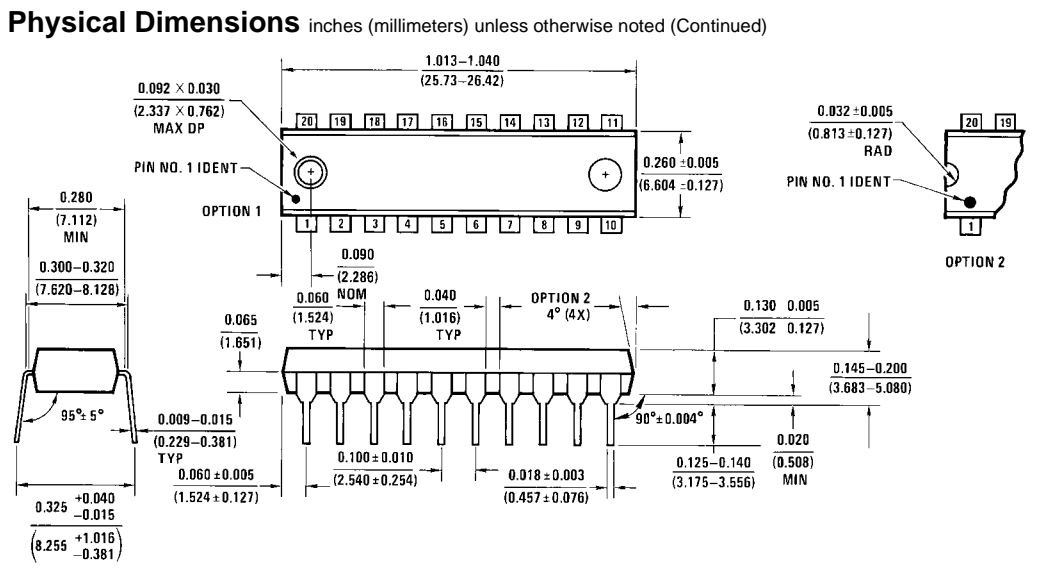 Physical Dimensions inches (millimeters) unless otherwise noted (Continued)
1.013–1.040
(25.73–26.42)
0.092 × 0.030
(2.337 × 0.762)
MAX DP
20 19 18 17 16 15 14 13 12 11
0.032 ±0.005
(0.813 ±0.127)
RAD
20 19
PIN NO. 1 IDENT
0.260 ±0.005
(6.604 ±0.127)
PIN NO. 1 IDENT
OPTION 1
1 2 3 4 5 6 7 8 9 10
1
OPTION 2
0.280
(7.112)
MIN
0.300–0.320
(7.620–8.128)
0.090
(2.286)
NOM
0.060
(1.524)
TYP
0.040
(1.016)
TYP
OPTION 2
4° (4X)
0.130 0.005
(3.302 0.127)
0.065
(1.651)
0.145–0.200
(3.683–5.080)
95° ± 5°
0.009–0.015
(0.229–0.381)
TYP
90° ± 0.004°
0.020
(0.508)
MIN
0.100 ± 0.010
(2.540 ± 0.254)
0.125–0.140
(3.175–3.556)
0.060 ±0.005
(1.524 ±0.127)
0.018 ± 0.003
(0.457 ± 0.076)
0.325 +0.040
–0.015
(8.255 +1.016
–0.381)